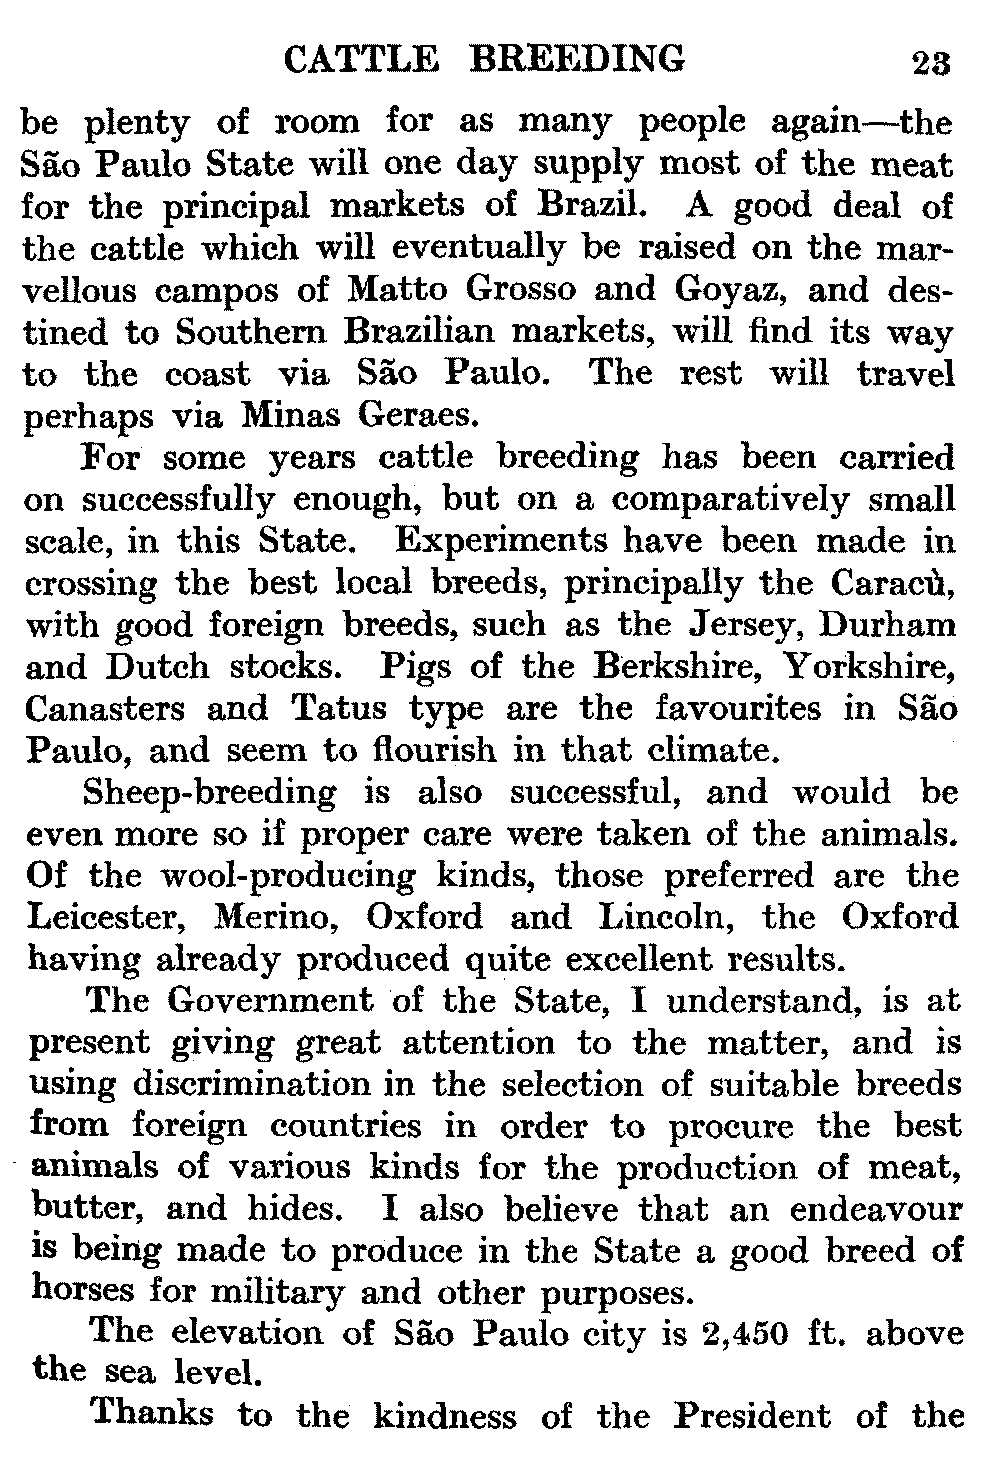 CATTLE BREEDING 23
be plenty of room for as many people again—the
São Paulo State will one day supply most of the meat
for the principal markets of Brazil. A good deal of
the cattle which will eventually be raised on the mar-
vellous campos of Matto Grosso and Goyaz, and des-
tined to Southern Brazilian markets, will find its way
to the coast via São Paulo. The rest will travel
perhaps via Minas Geraes.
For some years cattle breeding has been carried
on successfully enough, but on a comparatively small
scale, in this State. Experiments have been made in
crossing the best local breeds, principally the Caracù,
with good foreign breeds, such as the Jersey, Durham
and Dutch stocks. Pigs of the Berkshire, Yorkshire,
Canasters and Tatus type are the favourites in São
Paulo, and seem to flourish in that climate.
Sheep-breeding is also successful, and would be
even more so if proper care were taken of the animals.
Of the wool-producing kinds, those preferred are the
Leicester, Merino, Oxford and Lincoln, the Oxford
having already produced quite excellent results.
The Government of the State, I understand, is at
present giving great attention to the matter, and is
using discrimination in the selection of suitable breeds
from foreign countries in order to procure the best
animals of various kinds for the production of meat,
butter, and hides. I also believe that an endeavour
is being made to produce in the State a good breed of
horses for military and other purposes.
The elevation of São Paulo city is 2,450 ft. above
the sea level.
Thanks to the kindness of the President of the